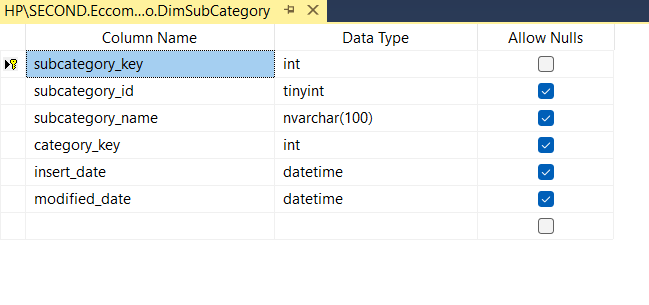 HP\SECOND.Eccom...o.DimSubCategory
Column Name Data Type Allow Nulls
subcategory_key int
subcategory_id tinyint
subcategory_name nvarchar(100)
category_key int
insert_date datetime
modified_date datetime